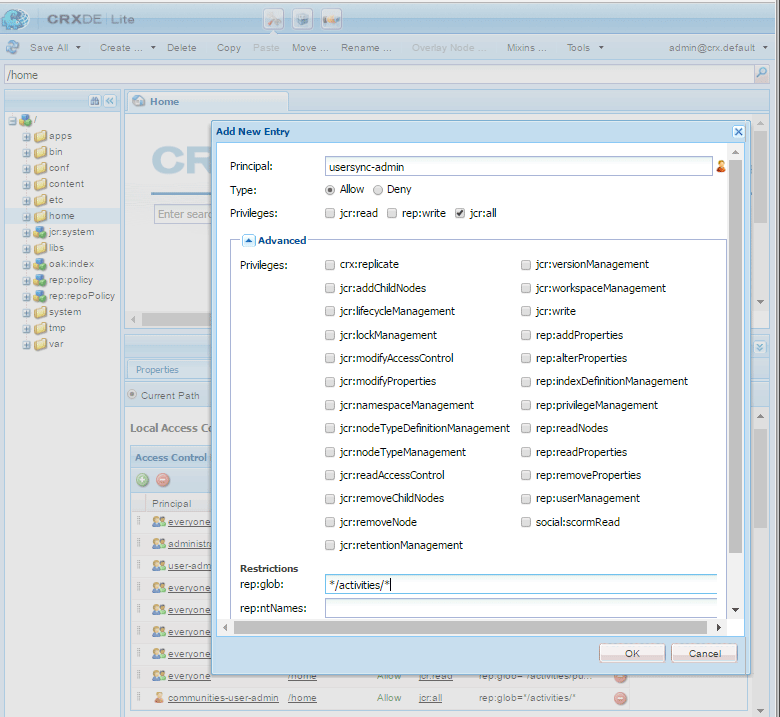 CRXDE | Lite
Save All Create ... Delete Copy Paste Move ... Rename ... Overlay Node ... Mixins ... Tools admin@crx.default
/home
/
apps
bin
conf
content
etc
home
jcr:system
libs
oak:index
rep:policy
rep:repoPolicy
system
tmp
var
Home
CR
Enter sear
Properties
Current Path
Local Access Co
Access Control
Principal
everyone
administr
user-adm
everyone
everyone
everyone
everyone
everyone /home Allow jcr:read rep:glob="*/activities/pu...
communities-user-admin /home Allow jcr:all rep:glob="*/activities/*"
Add New Entry
Principal: usersync-admin
Type: Allow Deny
Privileges: jcr:read rep:write jcr:all
Advanced
Privileges: crx:replicate jcr:versionManagement
jcr:addChildNodes jcr:workspaceManagement
jcr:lifecycleManagement jcr:write
jcr:lockManagement rep:addProperties
jcr:modifyAccessControl rep:alterProperties
jcr:modifyProperties rep:indexDefinitionManagement
jcr:namespaceManagement rep:privilegeManagement
jcr:nodeTypeDefinitionManagement rep:readNodes
jcr:nodeTypeManagement rep:readProperties
jcr:readAccessControl rep:removeProperties
jcr:removeChildNodes rep:userManagement
jcr:removeNode social:scormRead
jcr:retentionManagement
Restrictions
rep:glob: */activities/*
rep:ntNames:
OK Cancel